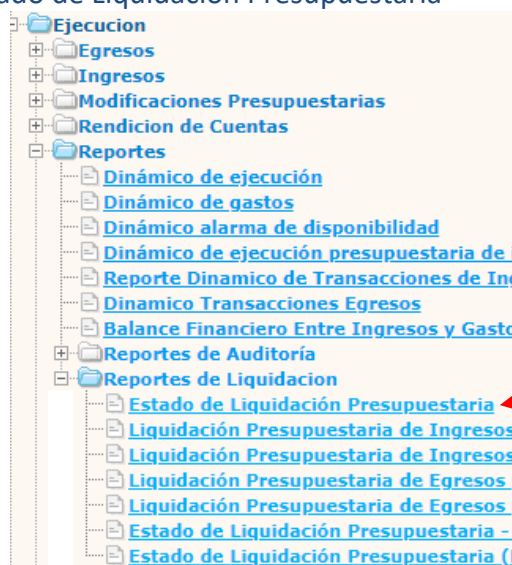 ado de Liquidación Presupuestaria
Ejecucion
Egresos
Ingresos
Modificaciones Presupuestarias
Rendicion de Cuentas
Reportes
Dinámico de ejecución
Dinámico de gastos
Dinámico alarma de disponibilidad
Dinámico de ejecución presupuestaria de
Reporte Dinamico de Transacciones de Ing
Dinamico Transacciones Egresos
Balance Financiero Entre Ingresos y Gasto
Reportes de Auditoría
Reportes de Liquidacion
Estado de Liquidación Presupuestaria
Liquidación Presupuestaria de Ingresos
Liquidación Presupuestaria de Ingresos
Liquidación Presupuestaria de Egresos
Liquidación Presupuestaria de Egresos
Estado de Liquidación Presupuestaria -
Estado de Liquidación Presupuestaria (